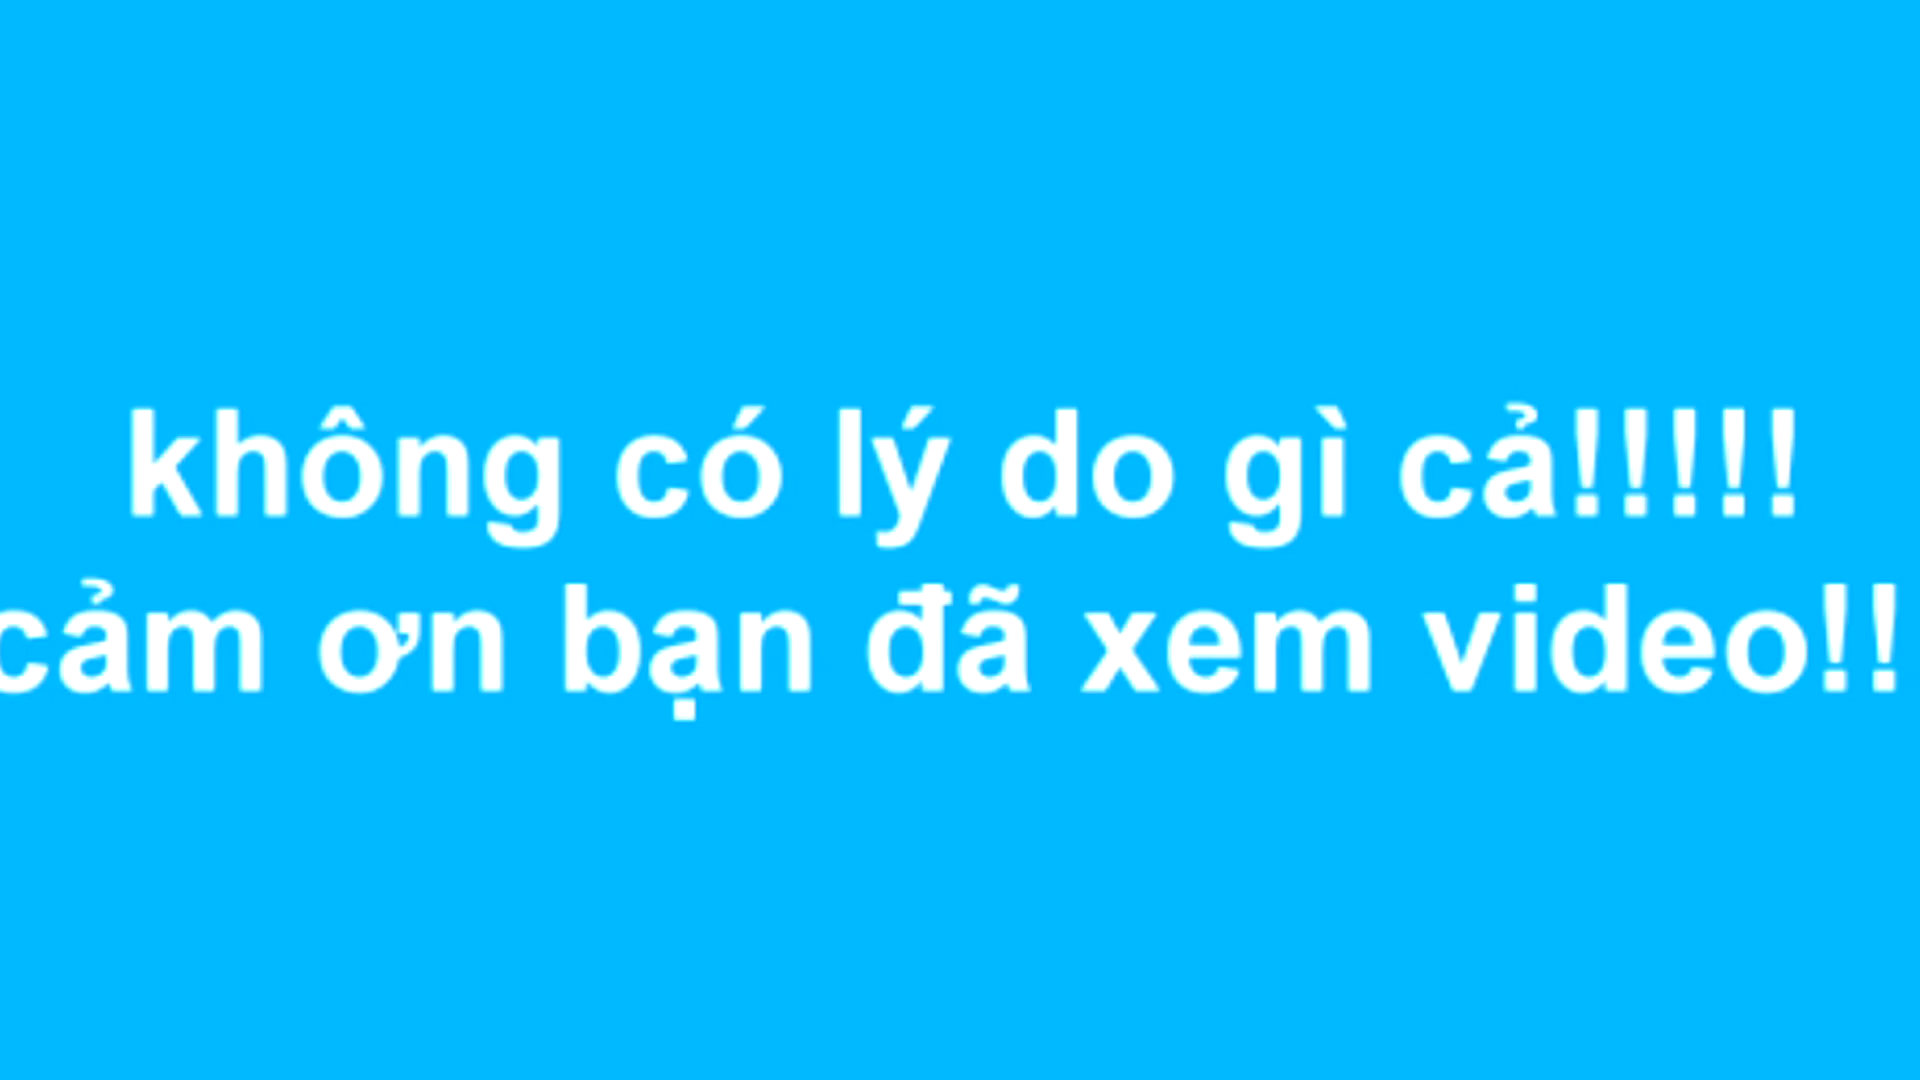 không có lý do gì cả!!!!!
cảm ơn bạn đã xem video!!